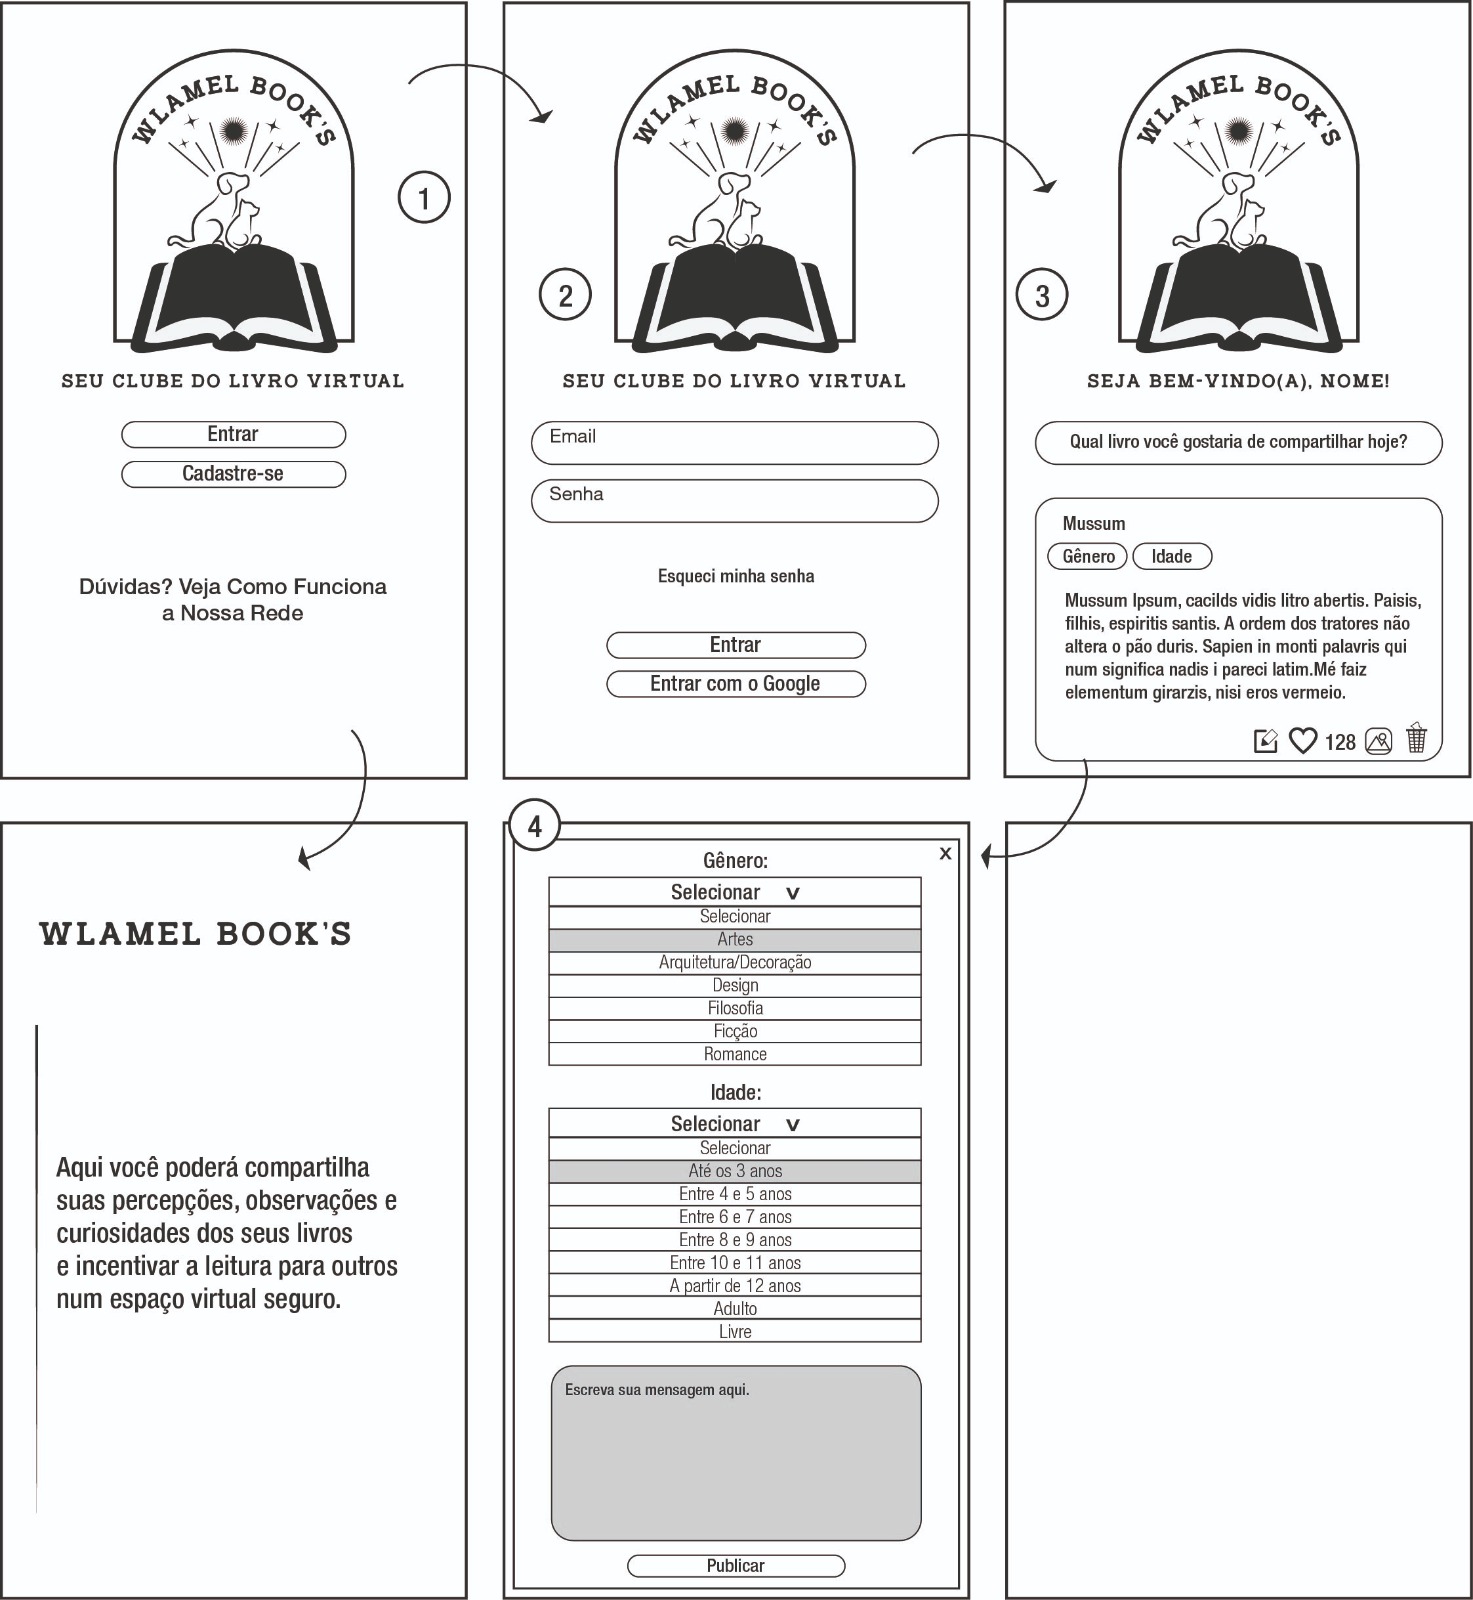 WLAMEL BOOK'S
1
SEU CLUBE DO LIVRO VIRTUAL
Entrar
Cadastre-se
Dúvidas? Veja Como Funciona
a Nossa Rede
WLAMEL BOOK'S
2
SEU CLUBE DO LIVRO VIRTUAL
Email
Senha
Esqueci minha senha
Entrar
Entrar com o Google
WLAMEL BOOK'S
3
SEJA BEM-VINDO(A), NOME!
Qual livro você gostaria de compartilhar hoje?
Mussum
Gênero Idade
Mussum Ipsum, cacilds vidis litro abertis. Paisis,
filhis, espiritis santis. A ordem dos tratores não
altera o pão duris. Sapien in monti palavris qui
num significa nadis i pareci latim.Mé faiz
elementum girarzis, nisi eros vermeio.
128
WLAMEL BOOK'S
Aqui você poderá compartilha
suas percepções, observações e
curiosidades dos seus livros
e incentivar a leitura para outros
num espaço virtual seguro.
4
X
Gênero:
Selecionar v
Selecionar
Artes
Arquitetura/Decoração
Design
Filosofia
Ficção
Romance
Idade:
Selecionar v
Selecionar
Até os 3 anos
Entre 4 e 5 anos
Entre 6 e 7 anos
Entre 8 e 9 anos
Entre 10 e 11 anos
A partir de 12 anos
Adulto
Livre
Escreva sua mensagem aqui.
Publicar